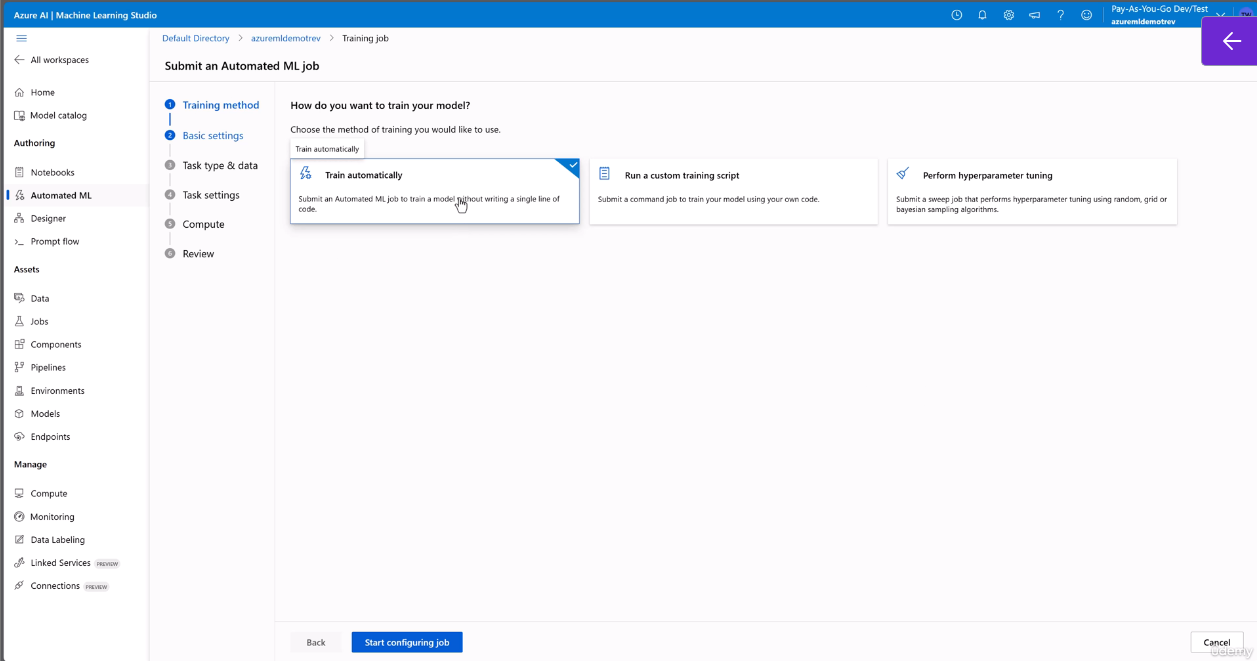 Azure AI | Machine Learning Studio
Pay-As-You-Go Dev/Test
azuremldemotrev
All workspaces
Home
Model catalog
Authoring
Notebooks
Automated ML
Designer
Prompt flow
Assets
Data
Jobs
Components
Pipelines
Environments
Models
Endpoints
Manage
Compute
Monitoring
Data Labeling
Linked Services PREVIEW
Connections PREVIEW
Default Directory > azuremldemotrev > Training job
Submit an Automated ML job
1 Training method
2 Basic settings
3 Task type & data
4 Task settings
5 Compute
6 Review
How do you want to train your model?
Choose the method of training you would like to use.
Train automatically
Train automatically
Submit an Automated ML job to train a model without writing a single line of
code.
Run a custom training script
Submit a command job to train your model using your own code.
Perform hyperparameter tuning
Submit a sweep job that performs hyperparameter tuning using random, grid or
bayesian sampling algorithms.
Back
Start configuring job
Cancel
udemy